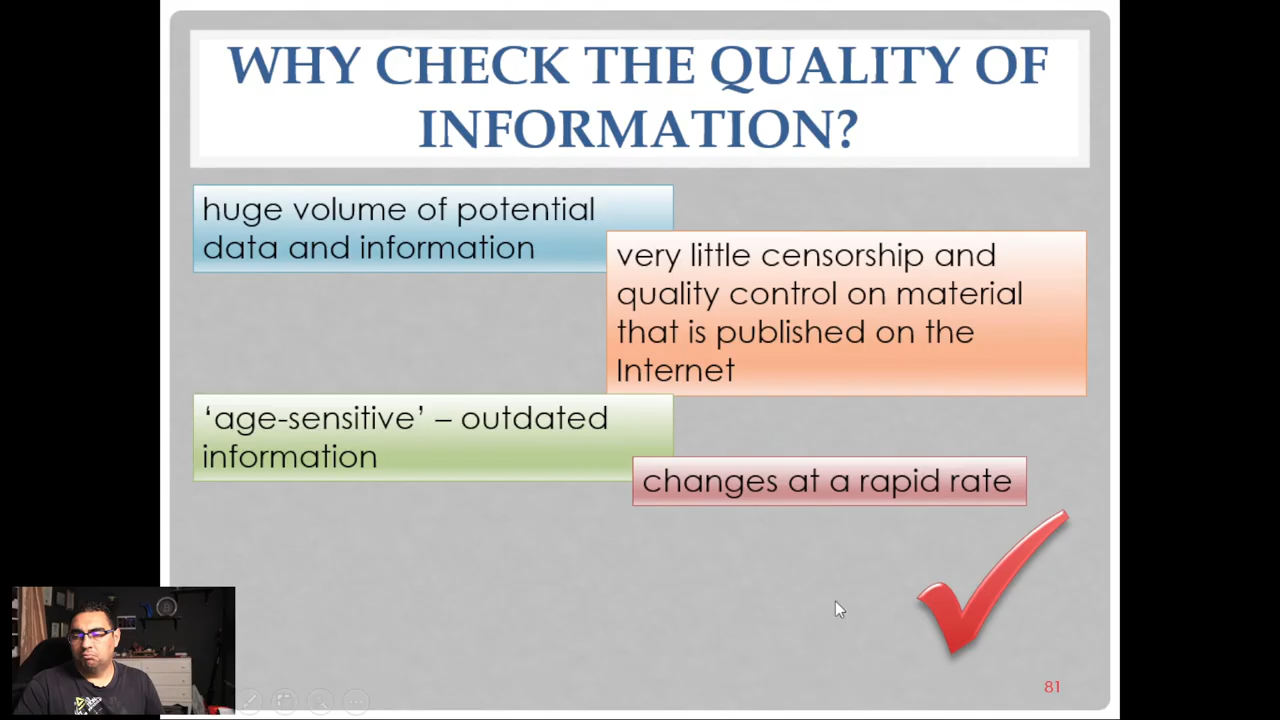 WHY CHECK THE QUALITY OF
INFORMATION?
huge volume of potential
data and information
very little censorship and
quality control on material
that is published on the
Internet
‘age-sensitive’ – outdated
information
changes at a rapid rate
81